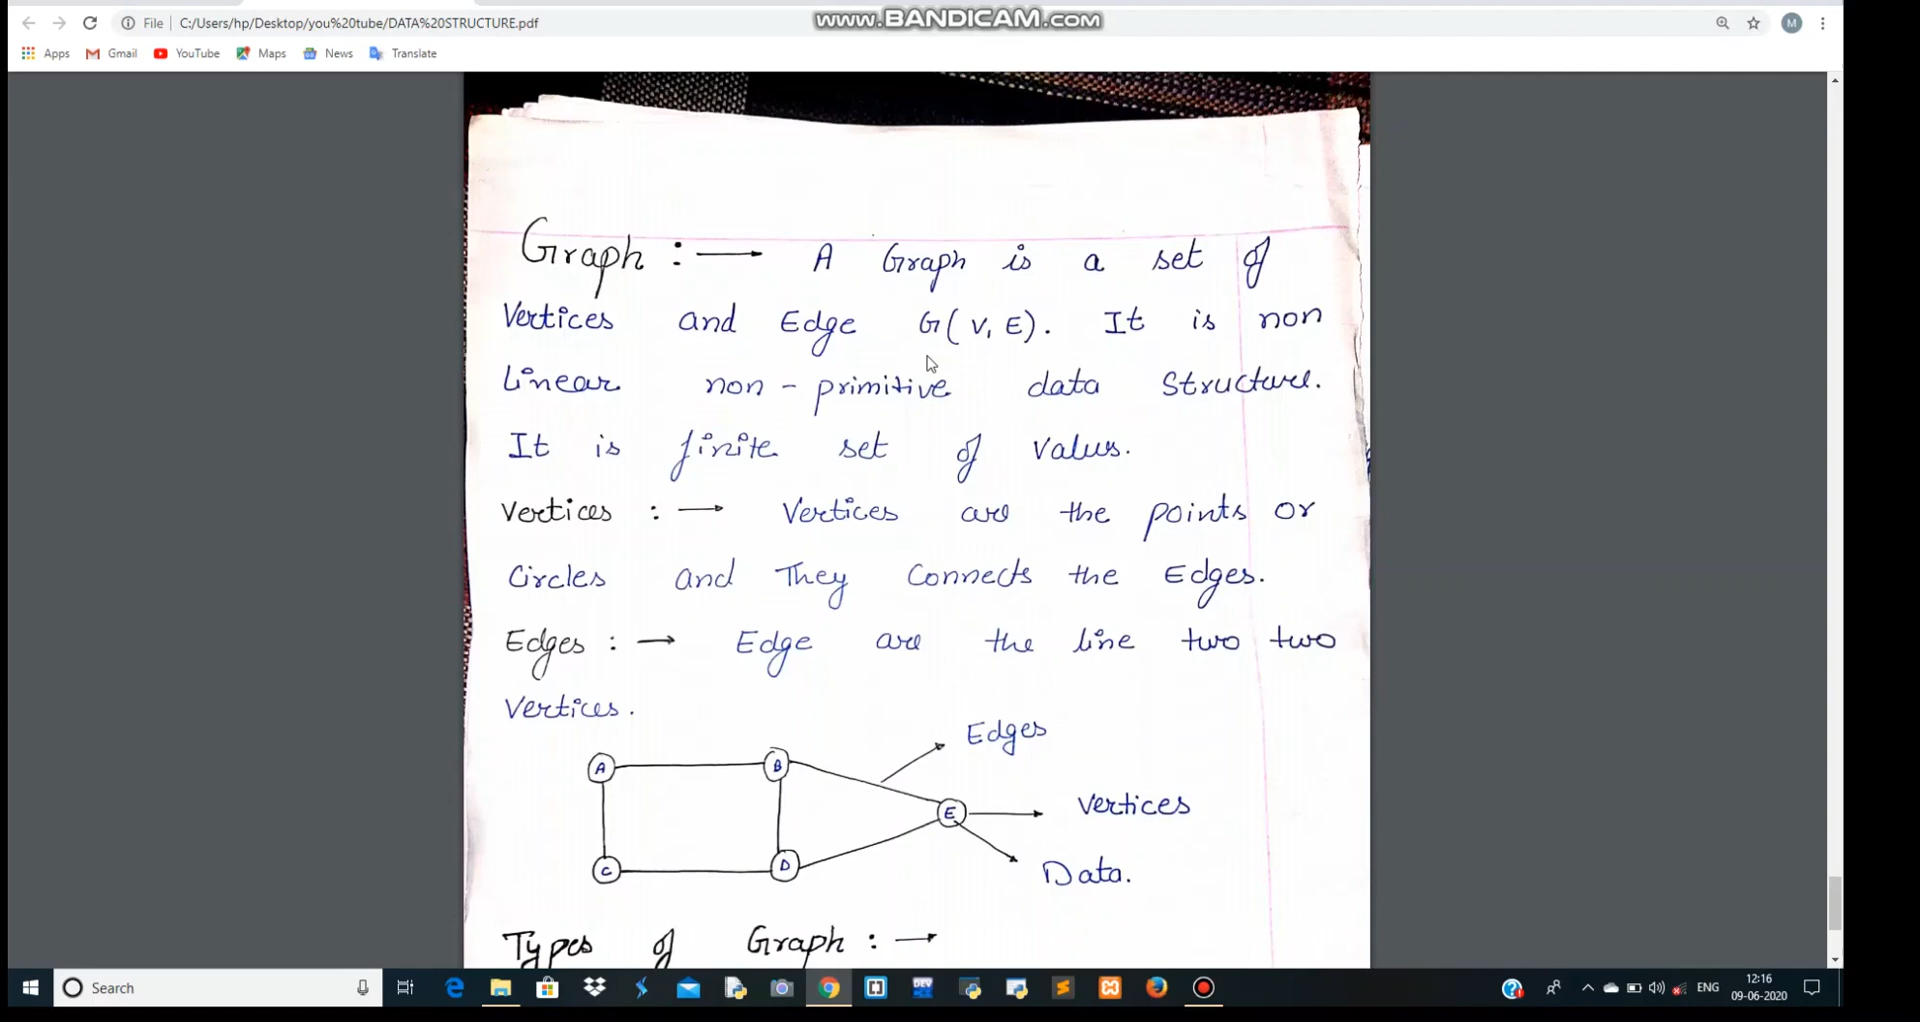 www.BANDICAM.com
File | C:/Users/hp/Desktop/you%20tube/DATA%20STRUCTURE.pdf
M
Apps Gmail YouTube Maps News Translate
Graph :→ A Graph is a set of
Vertices and Edge G(V, E). It is non
Linear non-primitive data structure.
It is finite set of values.
Vertices :→ Vertices are the points or
Circles and They Connects the Edges.
Edges :→ Edge are the line two two
Vertices.
Edges
A B
E Vertices
C D Data.
Types of Graph :→
Search
DEV
ENG
12:16
09-06-2020